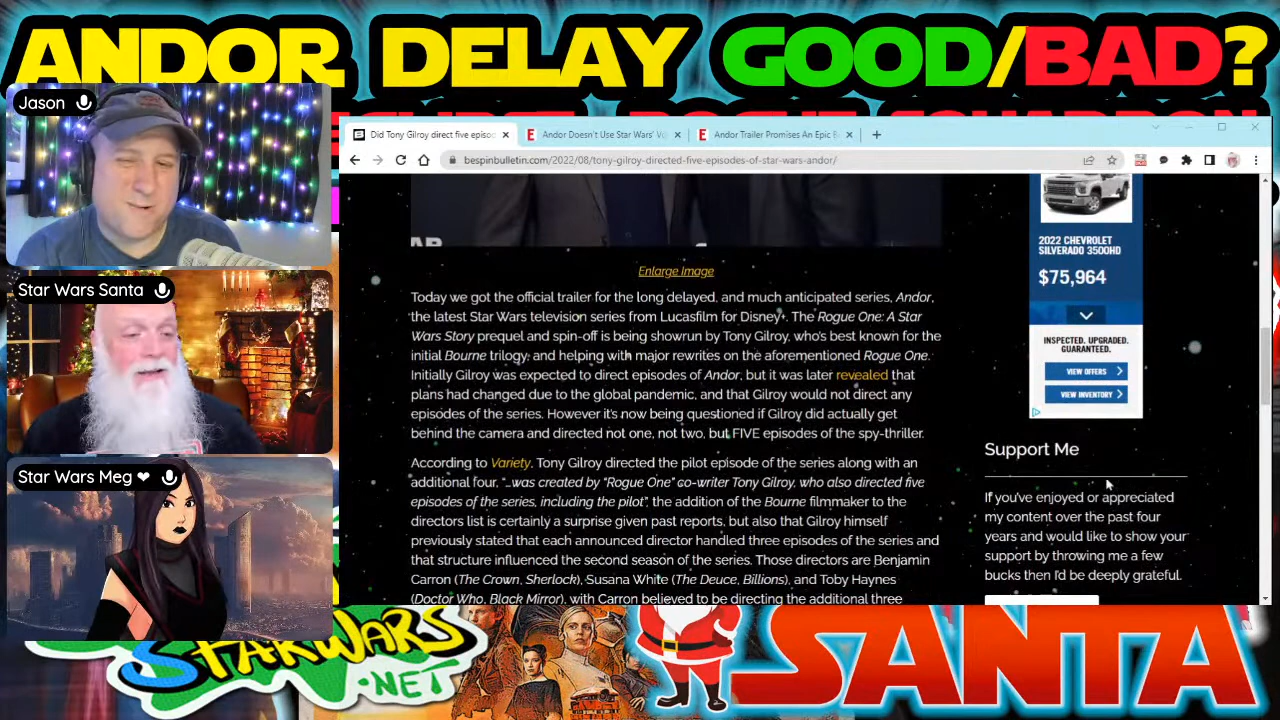 ANDOR DELAY GOOD/BAD?
Jason
Star Wars Santa
Star Wars Meg ❤
Did Tony Gilroy direct five episo
Andor Doesn't Use Star Wars'
Andor Trailer Promises An Epic
bespinbulletin.com/2022/08/tony-gilroy-directed-five-episodes-of-star-wars-andor/
Enlarge Image
Today we got the official trailer for the long delayed, and much anticipated series, Andor,
the latest Star Wars television series from Lucasfilm for Disney+. The Rogue One: A Star
Wars Story prequel and spin-off is being showrun by Tony Gilroy, who's best known for the
initial Bourne trilogy, and helping with major rewrites on the aforementioned Rogue One.
Initially Gilroy was expected to direct episodes of Andor, but it was later revealed that
plans had changed due to the global pandemic, and that Gilroy would not direct any
episodes of the series. However it's now being questioned if Gilroy did actually get
behind the camera and directed not one, not two, but FIVE episodes of the spy-thriller.
According to Variety, Tony Gilroy directed the pilot episode of the series along with an
additional four, "...was created by "Rogue One" co-writer Tony Gilroy, who also directed five
episodes of the series, including the pilot", the addition of the Bourne filmmaker to the
directors list is certainly a surprise given past reports, but also that Gilroy himself
previously stated that each announced director handled three episodes of the series and
that structure influenced the second season of the series. Those directors are Benjamin
Carron (The Crown, Sherlock), Susana White (The Deuce, Billions), and Toby Haynes
(Doctor Who, Black Mirror), with Carron believed to be directing the additional three
2022 CHEVROLET
SILVERADO 3500HD
$75,964
INSPECTED. UPGRADED.
GUARANTEED.
VIEW OFFERS
VIEW INVENTORY
Support Me
If you've enjoyed or appreciated
my content over the past four
years and would like to show your
support by throwing me a few
bucks then I'd be deeply grateful.
STARWARS
.NET
SANTA